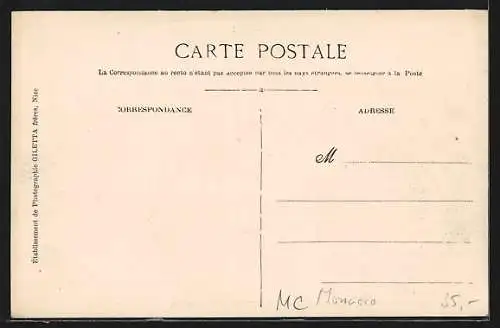 CARTE POSTALE
La Correspondance au recto n'étant pas acceptée par tous les pays étrangers, se renseigner à la Poste
CORRESPONDANCE
ADRESSE
M
Établissement de Photographie GILETTA frères, Nice
MC Monaco 35,-